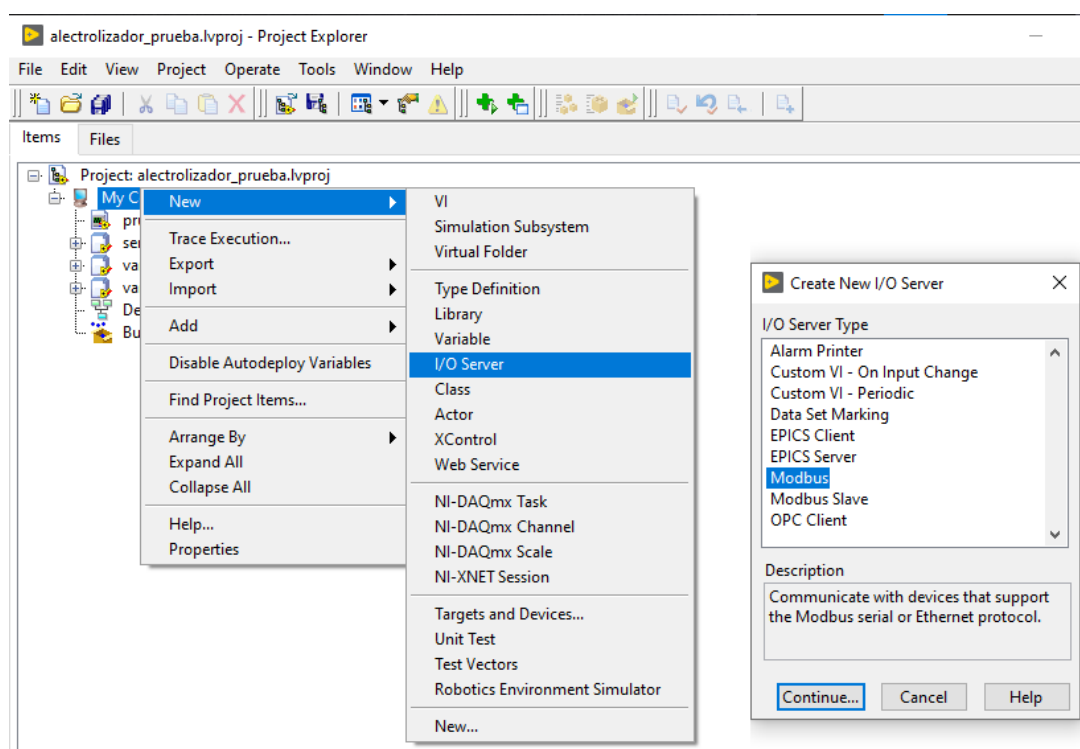 alectrolizador_prueba.lvproj - Project Explorer
File Edit View Project Operate Tools Window Help
Items Files
Project: alectrolizador_prueba.lvproj
My C
pr
se
va
va
De
Bu
New
Trace Execution...
Export
Import
Add
Disable Autodeploy Variables
Find Project Items...
Arrange By
Expand All
Collapse All
Help...
Properties
VI
Simulation Subsystem
Virtual Folder
Type Definition
Library
Variable
I/O Server
Class
Actor
XControl
Web Service
NI-DAQmx Task
NI-DAQmx Channel
NI-DAQmx Scale
NI-XNET Session
Targets and Devices...
Unit Test
Test Vectors
Robotics Environment Simulator
New...
Create New I/O Server
I/O Server Type
Alarm Printer
Custom VI - On Input Change
Custom VI - Periodic
Data Set Marking
EPICS Client
EPICS Server
Modbus
Modbus Slave
OPC Client
Description
Communicate with devices that support
the Modbus serial or Ethernet protocol.
Continue... Cancel Help